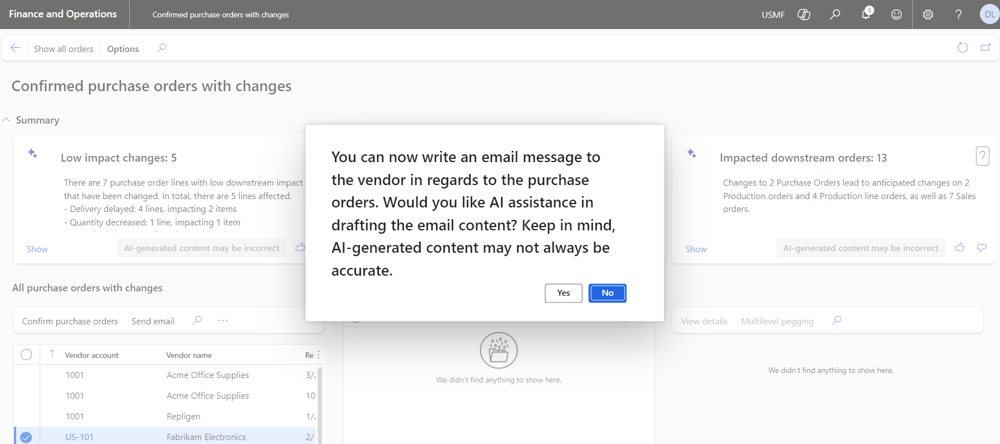 Finance and Operations
Confirmed purchase orders with changes
USMF
8
?
DL
Show all orders
Options
Confirmed purchase orders with changes
Summary
Low impact changes: 5
There are 7 purchase order lines with low downstream impact
that have been changed. In total, there are 5 lines affected.
- Delivery delayed: 4 lines, impacting 2 items
- Quantity decreased: 1 line, impacting 1 item
Show
AI-generated content may be incorrect
You can now write an email message to
the vendor in regards to the purchase
orders. Would you like AI assistance in
drafting the email content? Keep in mind,
AI-generated content may not always be
accurate.
Yes
No
Impacted downstream orders: 13
?
Changes to 2 Purchase Orders lead to anticipated changes on 2
Production orders and 4 Production line orders, as well as 7 Sales
orders.
Show
AI-generated content may be incorrect
All purchase orders with changes
Confirm purchase orders
Send email
...
Vendor account
Vendor name
Re
1001
Acme Office Supplies
3/
1001
Acme Office Supplies
10
1001
Repligen
1/
US-101
Fabrikam Electronics
2/
We didn't find anything to show here.
View details
Multilevel pegging
We didn't find anything to show here.